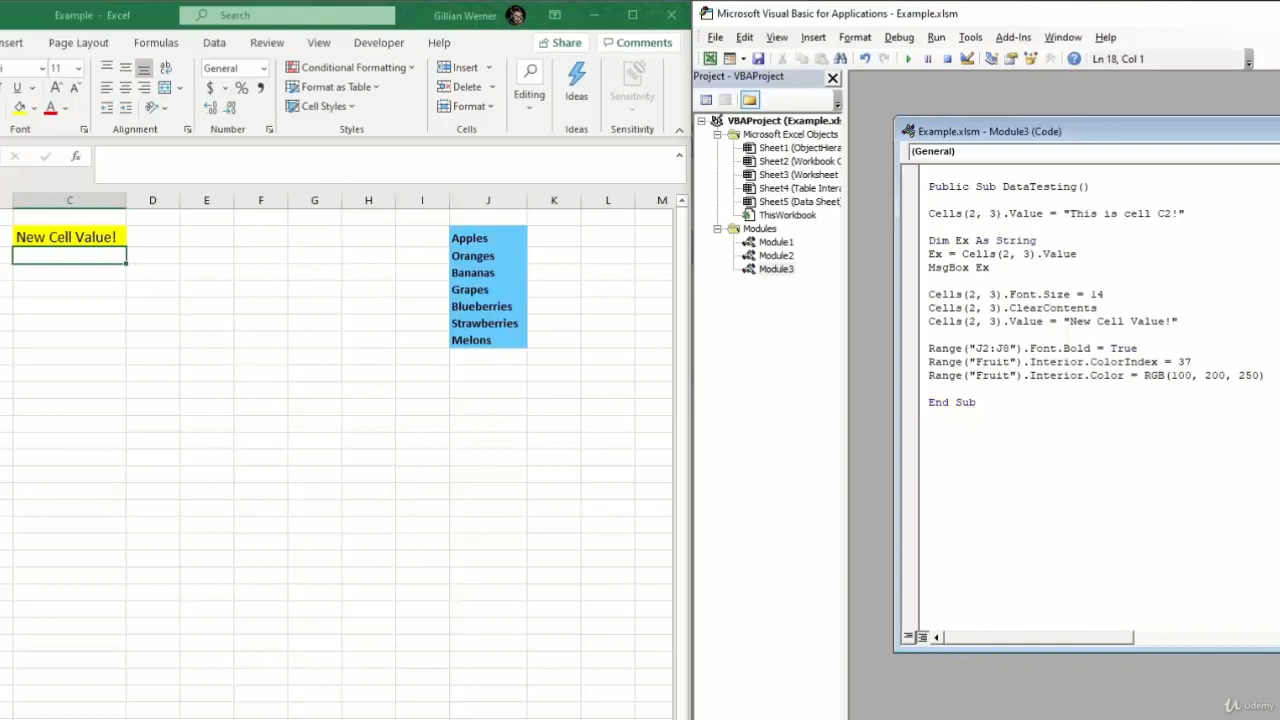 Example - Excel
Search
Gillian Werner
nsert
Page Layout
Formulas
Data
Review
View
Developer
Help
Share
Comments
11
General
Conditional Formatting
Format as Table
Cell Styles
Insert
Delete
Format
Editing
Ideas
Sensitivity
Font
Alignment
Number
Styles
Cells
Ideas
Sensitivity
fx
C D E F G H I J K L M
New Cell Value!
Apples
Oranges
Bananas
Grapes
Blueberries
Strawberries
Melons
Microsoft Visual Basic for Applications - Example.xlsm
File Edit View Insert Format Debug Run Tools Add-Ins Window Help
Ln 18, Col 1
Project - VBAProject
VBAProject (Example.xl
Microsoft Excel Objects
Sheet1 (ObjectHiera
Sheet2 (Workbook C
Sheet3 (Worksheet
Sheet4 (Table Intera
Sheet5 (Data Sheet)
ThisWorkbook
Modules
Module1
Module2
Module3
Example.xlsm - Module3 (Code)
(General)
Public Sub DataTesting()
Cells(2, 3).Value = "This is cell C2!"
Dim Ex As String
Ex = Cells(2, 3).Value
MsgBox Ex
Cells(2, 3).Font.Size = 14
Cells(2, 3).ClearContents
Cells(2, 3).Value = "New Cell Value!"
Range("J2:J8").Font.Bold = True
Range("Fruit").Interior.ColorIndex = 37
Range("Fruit").Interior.Color = RGB(100, 200, 250)
End Sub
Udemy